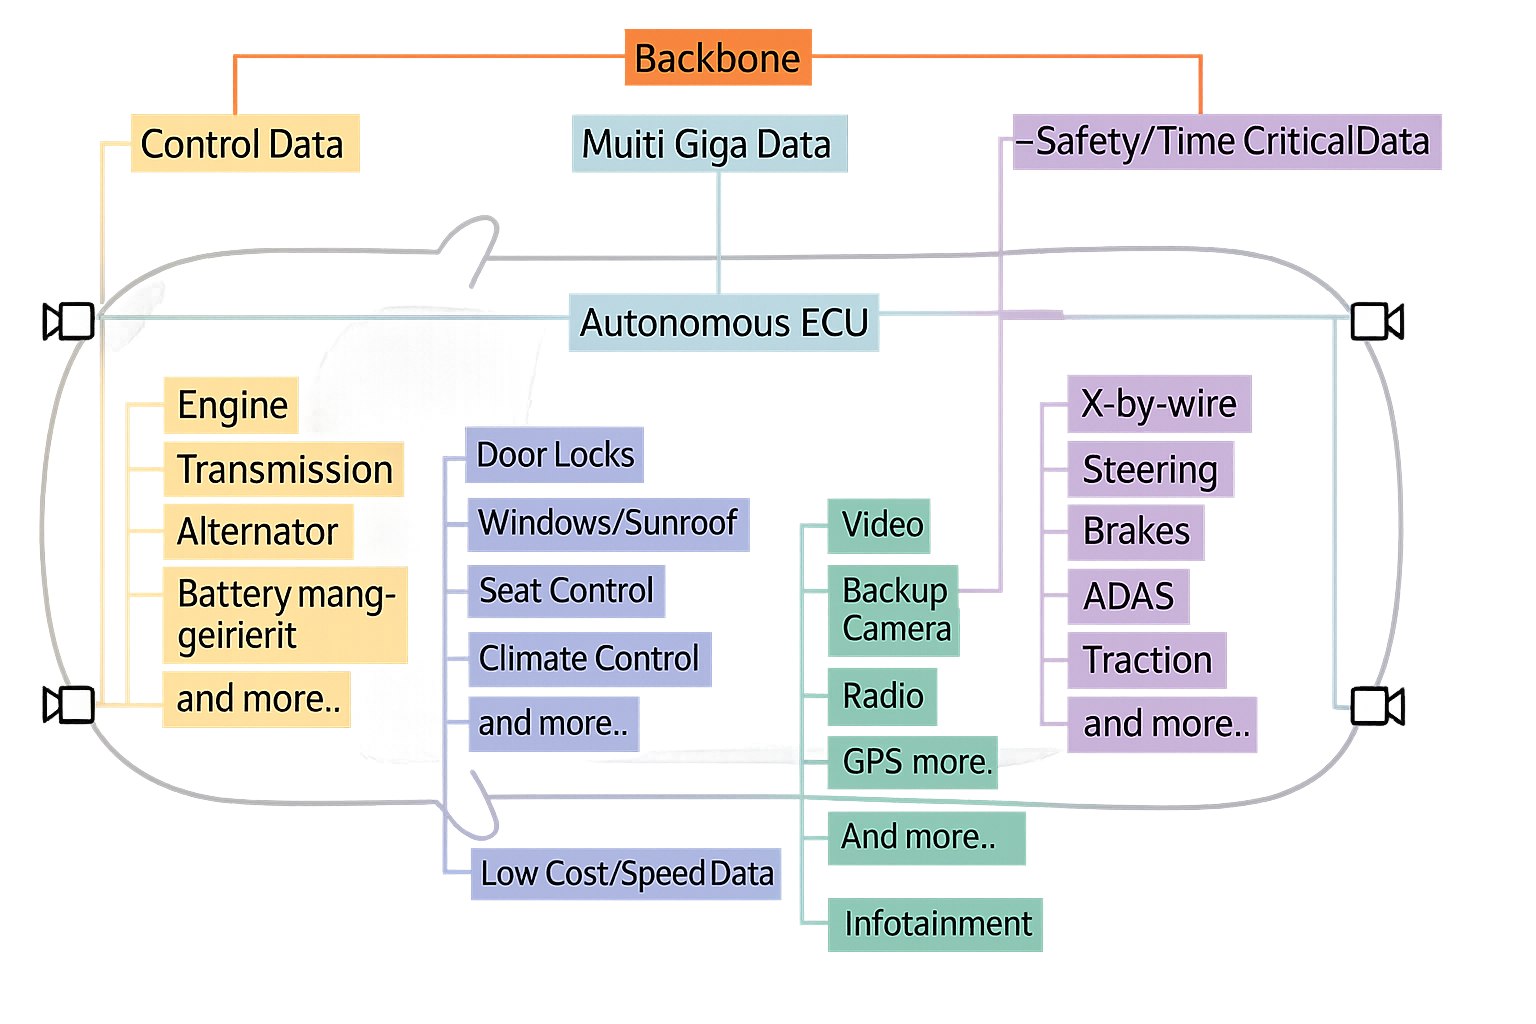 Backbone
Control Data
Muiti Giga Data
–Safety/Time CriticalData
Autonomous ECU
Engine
Transmission
Alternator
Battery mang-
geirierit
and more..
Door Locks
Windows/Sunroof
Seat Control
Climate Control
and more..
Low Cost/Speed Data
Video
Backup
Camera
Radio
GPS more.
And more..
Infotainment
X-by-wire
Steering
Brakes
ADAS
Traction
and more..